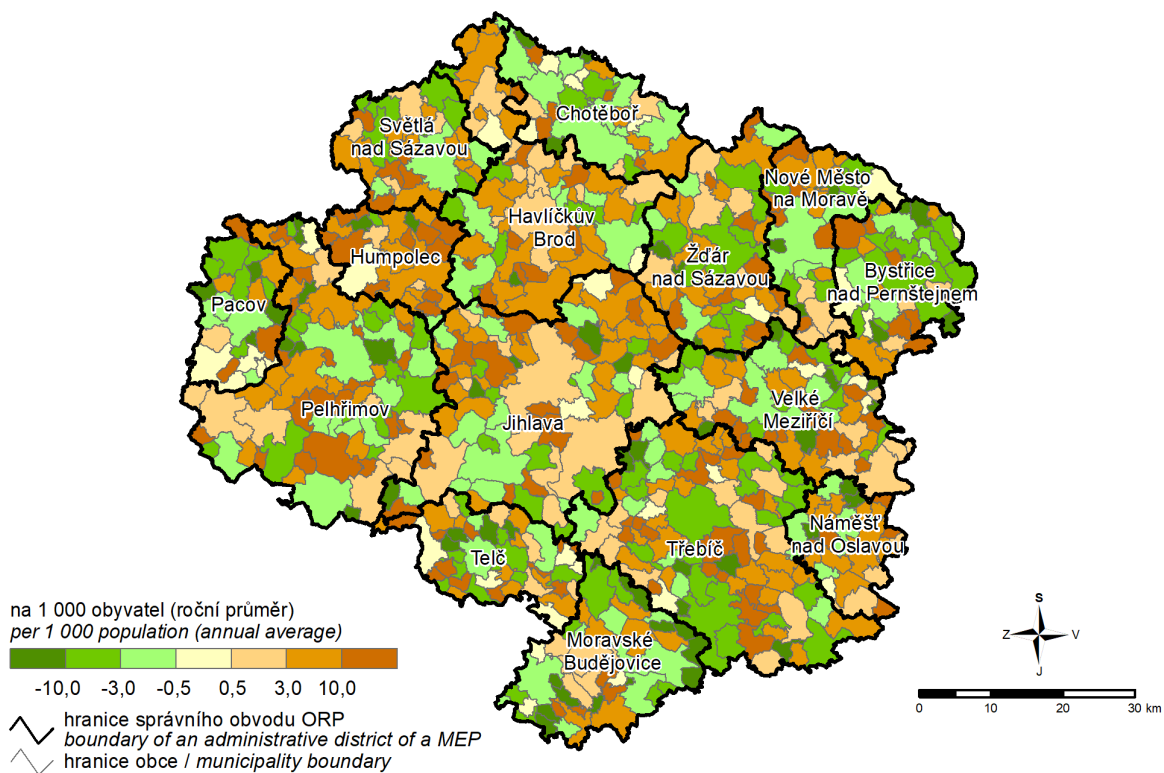 Chotěboř
Světlá
nad Sázavou
Nové Město
na Moravě
Havlíčkův
Brod
Humpolec
Žďár
nad Sázavou
Bystřice
nad Pernštejnem
Pacov
Pelhřimov
Jihlava
Velké
Meziříčí
Náměšť
nad Oslavou
Třebíč
Telč
Moravské
Budějovice
na 1 000 obyvatel (roční průměr)
per 1 000 population (annual average)
-10,0 -3,0 -0,5 0,5 3,0 10,0
hranice správního obvodu ORP
boundary of an administrative district of a MEP
hranice obce / municipality boundary
S
Z V
J
0 10 20 30 km